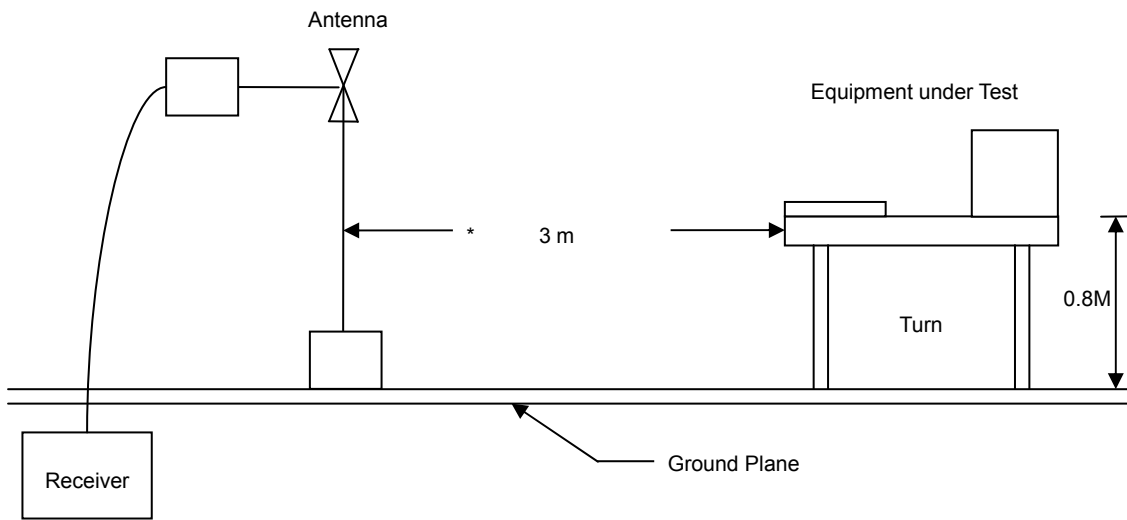 Antenna
Equipment under Test
* 3 m
0.8M
Turn
Ground Plane
Receiver